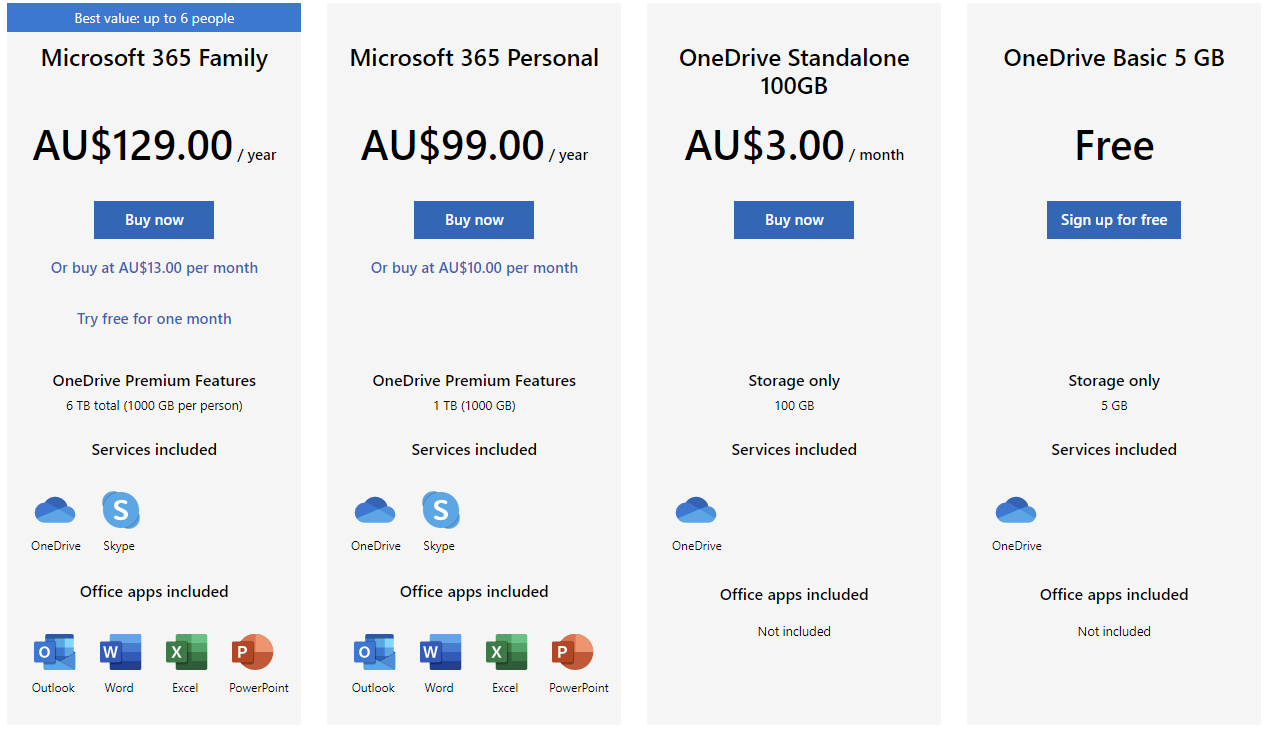 Best value: up to 6 people
Microsoft 365 Family
AU$129.00 / year
Buy now
Or buy at AU$13.00 per month
Try free for one month
OneDrive Premium Features
6 TB total (1000 GB per person)
Services included
OneDrive Skype
Office apps included
Outlook Word Excel PowerPoint
Microsoft 365 Personal
AU$99.00 / year
Buy now
Or buy at AU$10.00 per month
OneDrive Premium Features
1 TB (1000 GB)
Services included
OneDrive Skype
Office apps included
Outlook Word Excel PowerPoint
OneDrive Standalone
100GB
AU$3.00 / month
Buy now
Storage only
100 GB
Services included
OneDrive
Office apps included
Not included
OneDrive Basic 5 GB
Free
Sign up for free
Storage only
5 GB
Services included
OneDrive
Office apps included
Not included